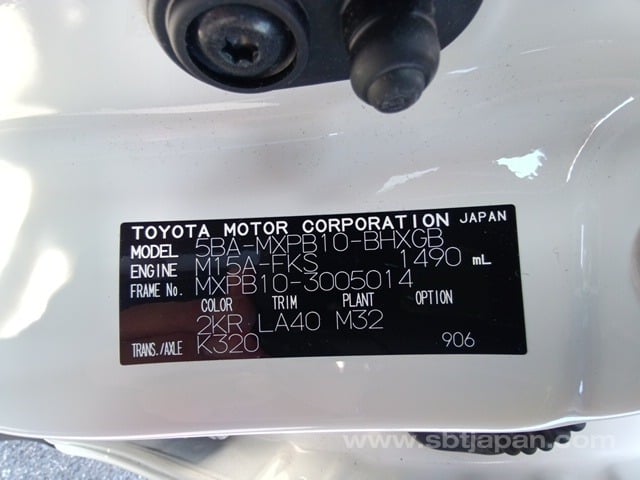 TOYOTA MOTOR CORPORATION JAPAN
MODEL 5BA-MXPB10-BHXGB
ENGINE M15A-FKS 1490 mL
FRAME No. MXPB10-3005014
COLOR TRIM PLANT OPTION
2KR LA40 M32
TRANS./AXLE K320 906
www.sbtjapan.com